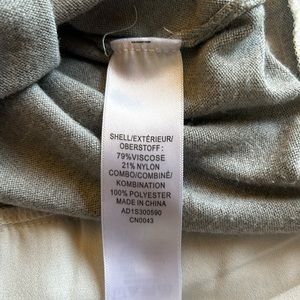 SHELL/EXTÉRIEUR/
OBERSTOFF :
79%VISCOSE
21% NYLON
COMBO/COMBINÉ/
KOMBINATION
100% POLYESTER
MADE IN CHINA
AD1S300590
CN0043